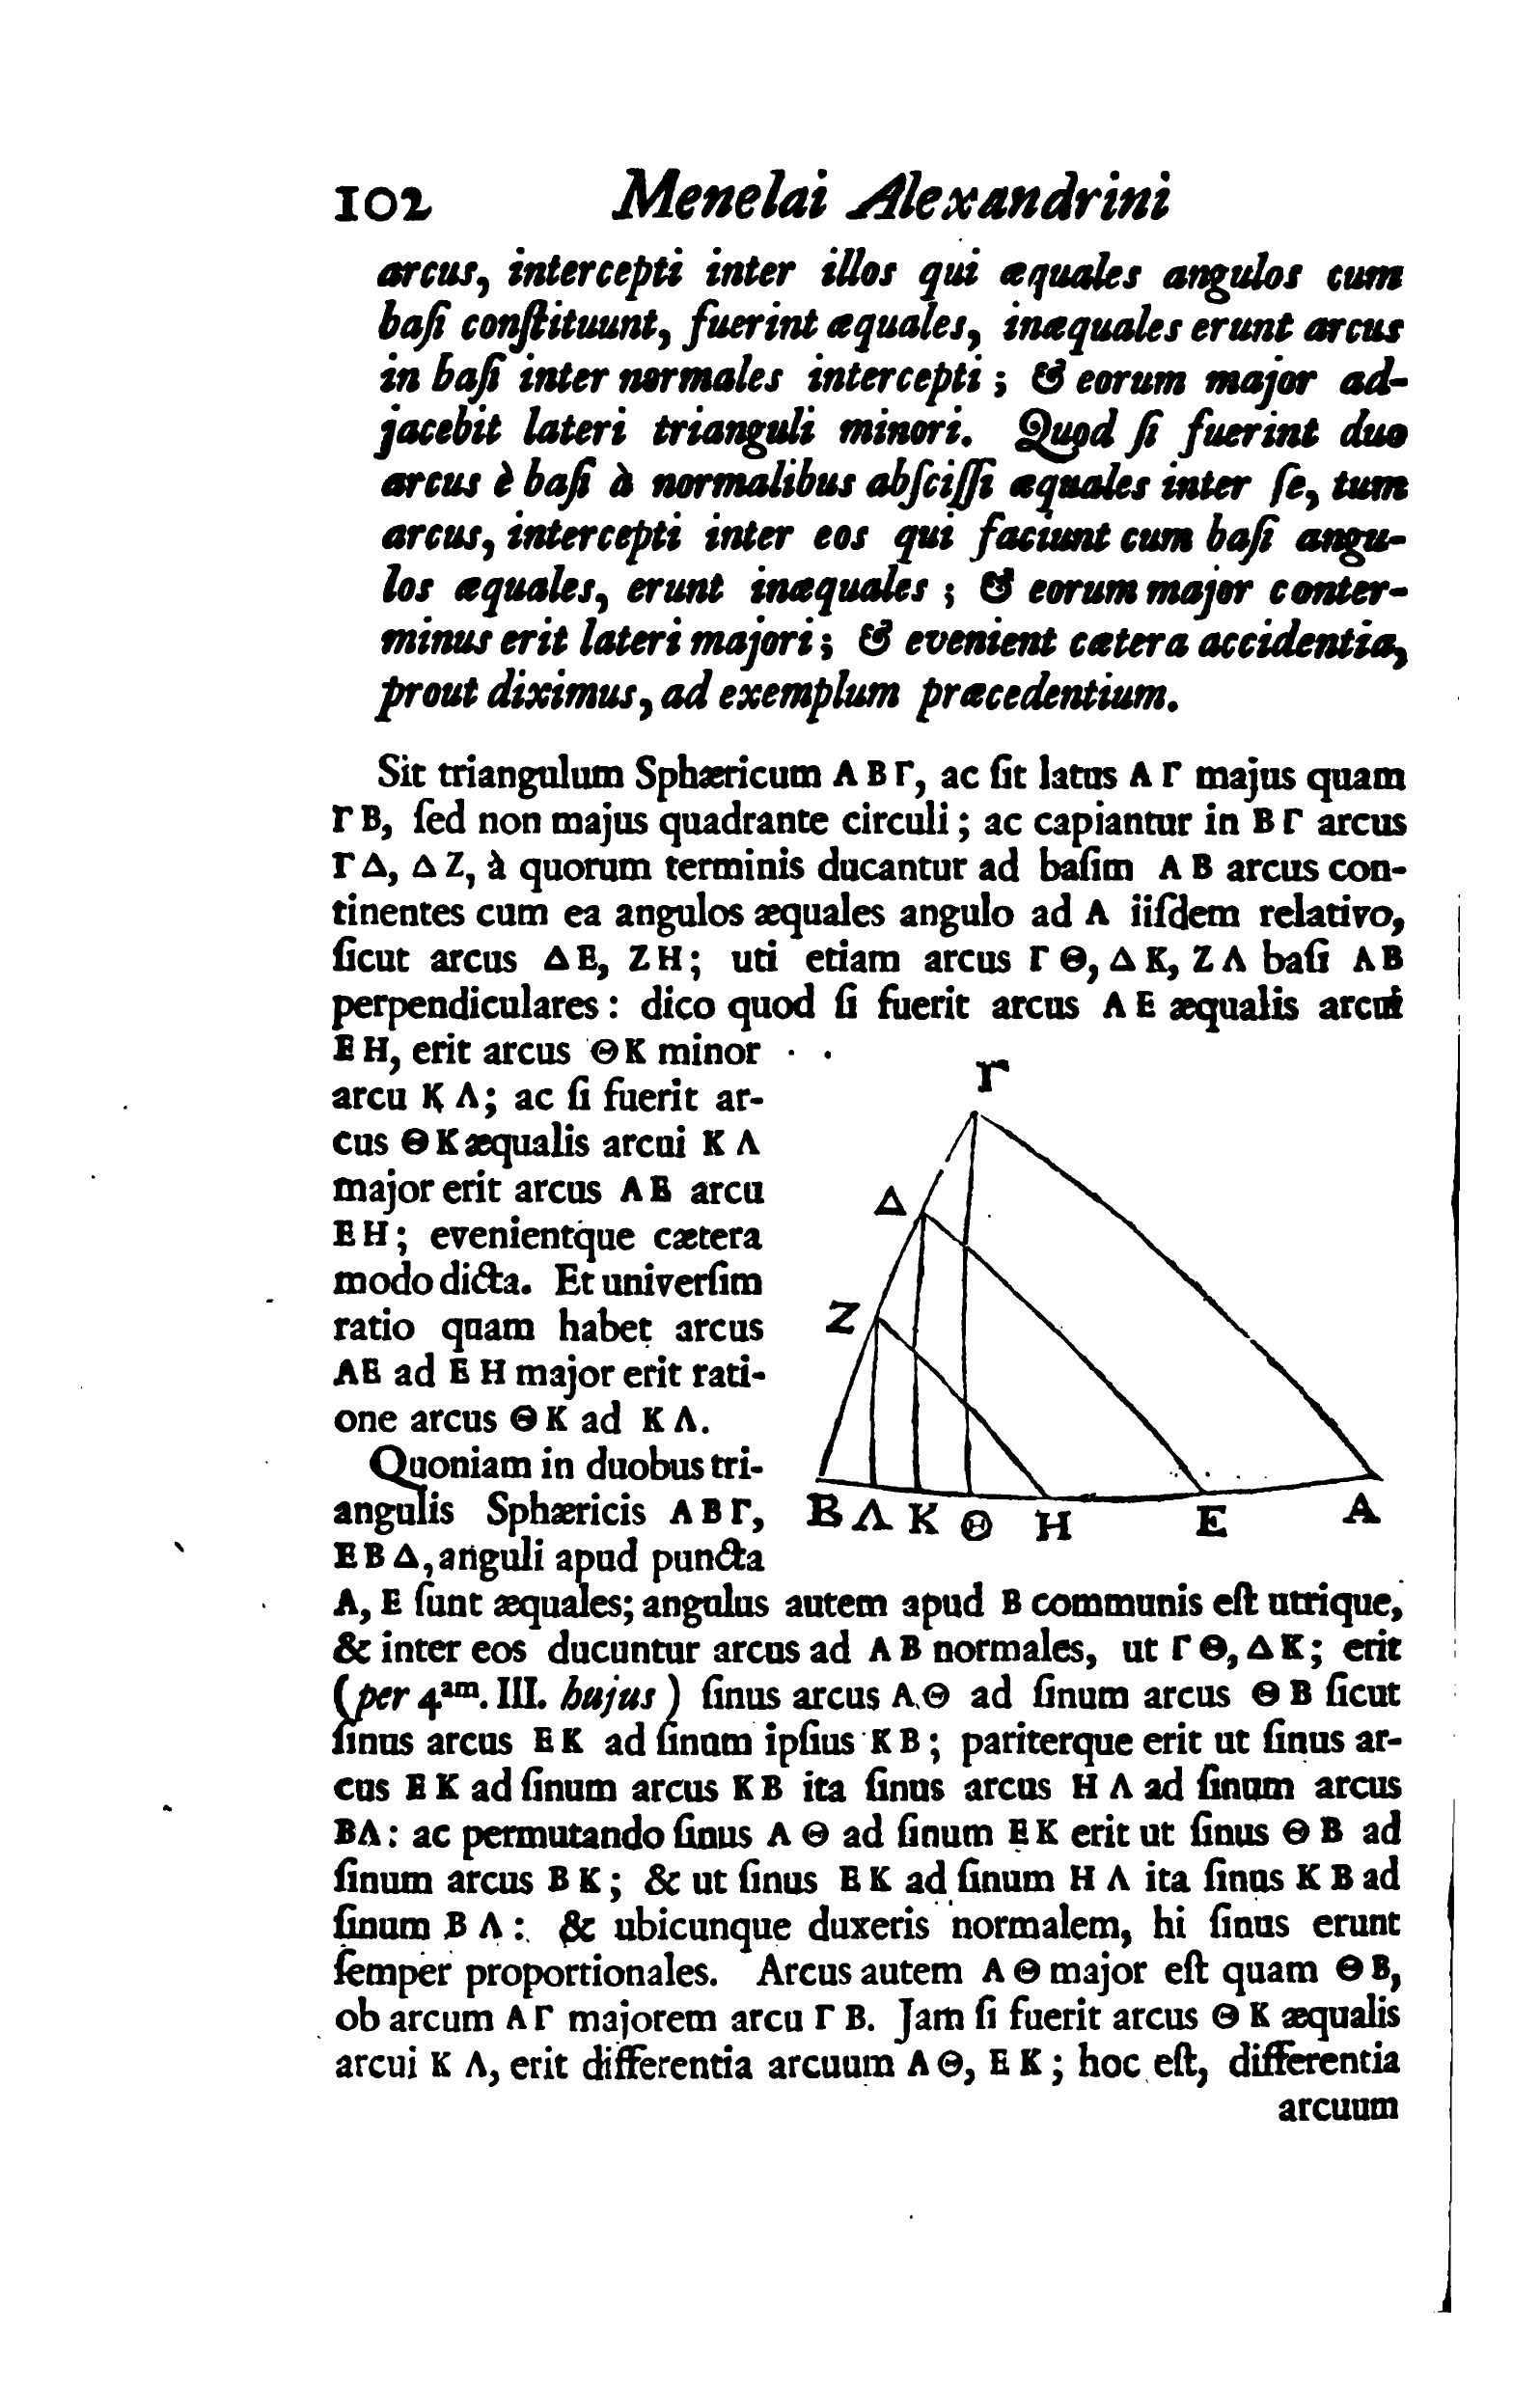 102 Menelai Alexandrini
arcus, intercepti inter illos qui æquales angulos cum
baſi conſtituunt, fuerint æquales, inæquales erunt arcus
in baſi inter normales intercepti; & eorum major ad-
jacebit lateri trianguli minori. Quod ſi fuerint duo
arcus è baſi à normalibus abſciſſi æquales inter ſe, tum
arcus, intercepti inter eos qui faciunt cum baſi angu-
los æquales, erunt inæquales; & eorum major conter-
minus erit lateri majori; & evenient cætera accidentia,
prout diximus, ad exemplum præcedentium.
Sit triangulum Sphæricum Α Β Γ, ac ſit latus Α Γ majus quam
Γ Β, ſed non majus quadrante circuli; ac capiantur in Β Γ arcus
Γ Δ, Δ Ζ, à quorum terminis ducantur ad baſim Α Β arcus con-
tinentes cum ea angulos æquales angulo ad Α iiſdem relativo,
ſicut arcus Δ Ε, Ζ Η; uti etiam arcus Γ Θ, Δ Κ, Ζ Λ baſi Α Β
perpendiculares: dico quod ſi fuerit arcus Α Ε æqualis arcui
Ε Η, erit arcus Θ Κ minor
arcu Κ Λ; ac ſi fuerit ar-
cus Θ Κ æqualis arcui Κ Λ
major erit arcus Α Ε arcu
Ε Η; evenientque cætera
modo dicta. Et univerſim
ratio quam habet arcus
ΑΕ ad Ε Η major erit rati-
one arcus Θ Κ ad Κ Λ.
Quoniam in duobus tri-
angulis Sphæricis Α Β Γ,
Ε Β Δ, anguli apud puncta
Γ
Δ
Ζ
Β Λ Κ Θ Η Ε Α
Α, Ε ſunt æquales; angulus autem apud Β communis eſt utrique,
& inter eos ducuntur arcus ad Α Β normales, ut Γ Θ, Δ Κ; erit
(per 4am. III. hujus) ſinus arcus Α Θ ad ſinum arcus Θ Β ſicut
ſinus arcus Ε Κ ad ſinum ipſius Κ Β; pariterque erit ut ſinus ar-
cus Ε Κ ad ſinum arcus Κ Β ita ſinus arcus Η Λ ad ſinum arcus
ΒΛ: ac permutando ſinus Α Θ ad ſinum Ε Κ erit ut ſinus Θ Β ad
ſinum arcus Β Κ; & ut ſinus Ε Κ ad ſinum Η Λ ita ſinus Κ Β ad
ſinum Β Λ: & ubicunque duxeris normalem, hi ſinus erunt
ſemper proportionales. Arcus autem Α Θ major eſt quam Θ Β,
ob arcum Α Γ majorem arcu Γ Β. Jam ſi fuerit arcus Θ Κ æqualis
arcui Κ Λ, erit differentia arcuum Α Θ, Ε Κ; hoc eſt, differentia
arcuum